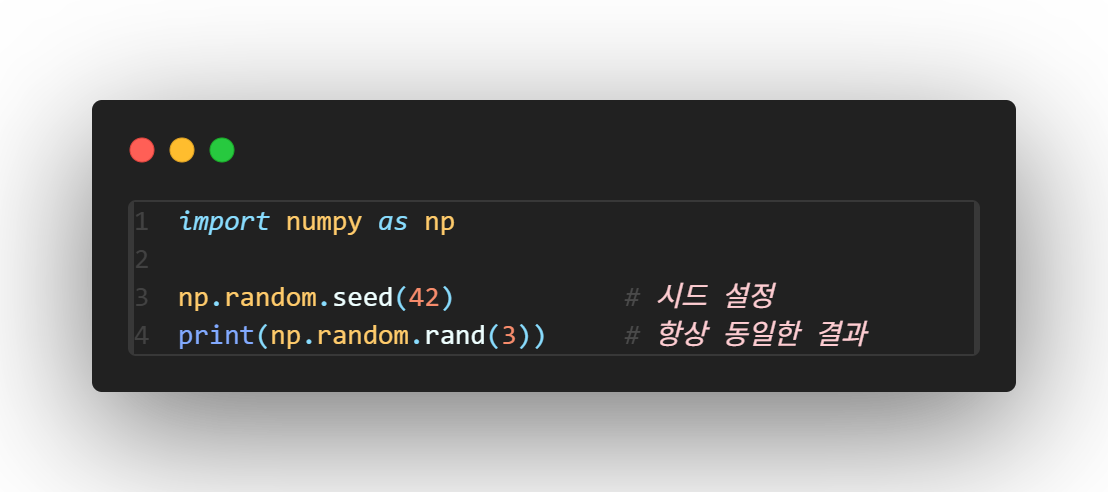 1 import numpy as np
2
3 np.random.seed(42) # 시드 설정
4 print(np.random.rand(3)) # 항상 동일한 결과